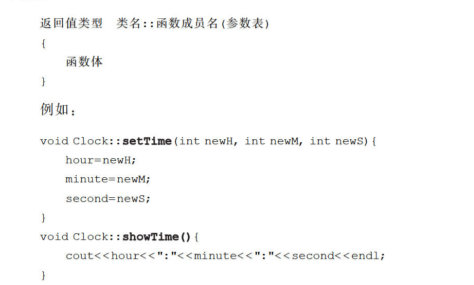 返回值类型 类名::函数成员名(参数表)
{
函数体
}
例如：
void Clock::setTime(int newH, int newM, int newS){
hour=newH;
minute=newM;
second=newS;
}
void Clock::showTime(){
cout<<hour<<":"<<minute<<":"<<second<<endl;
}